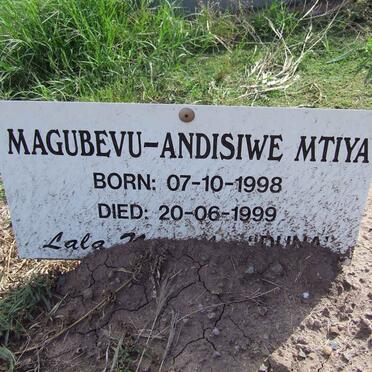 MAGUBEVU-ANDISIWE MTIYA
BORN: 07-10-1998
DIED: 20-06-1999
Lala